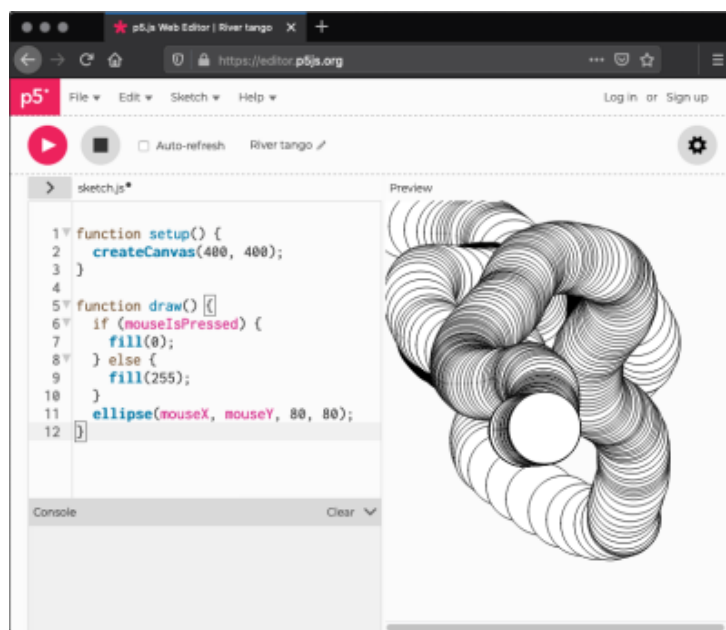 p5.js Web Editor | River tango
https://editor.p5js.org
p5* File Edit Sketch Help Log in or Sign up
Auto-refresh River tango
sketch.js•
Preview
1 function setup() {
2 createCanvas(400, 400);
3 }
4
5 function draw() {
6 if (mouseIsPressed) {
7 fill(0);
8 } else {
9 fill(255);
10 }
11 ellipse(mouseX, mouseY, 80, 80);
12 }
Console Clear